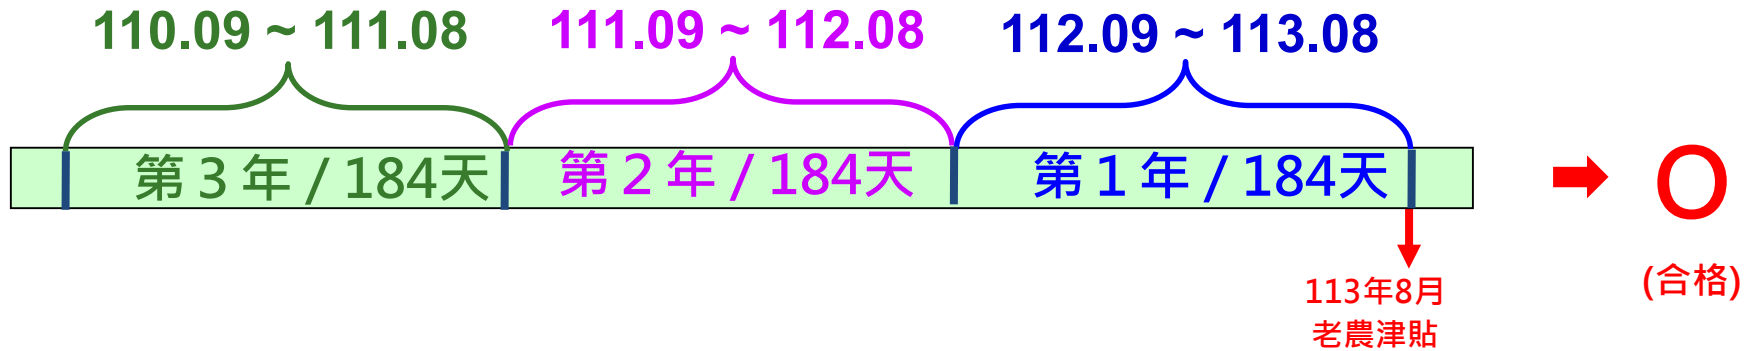 110.09 ~ 111.08
111.09 ~ 112.08
112.09 ~ 113.08
第 3 年 / 184天
第 2 年 / 184天
第 1 年 / 184天
O
(合格)
113年8月
老農津貼